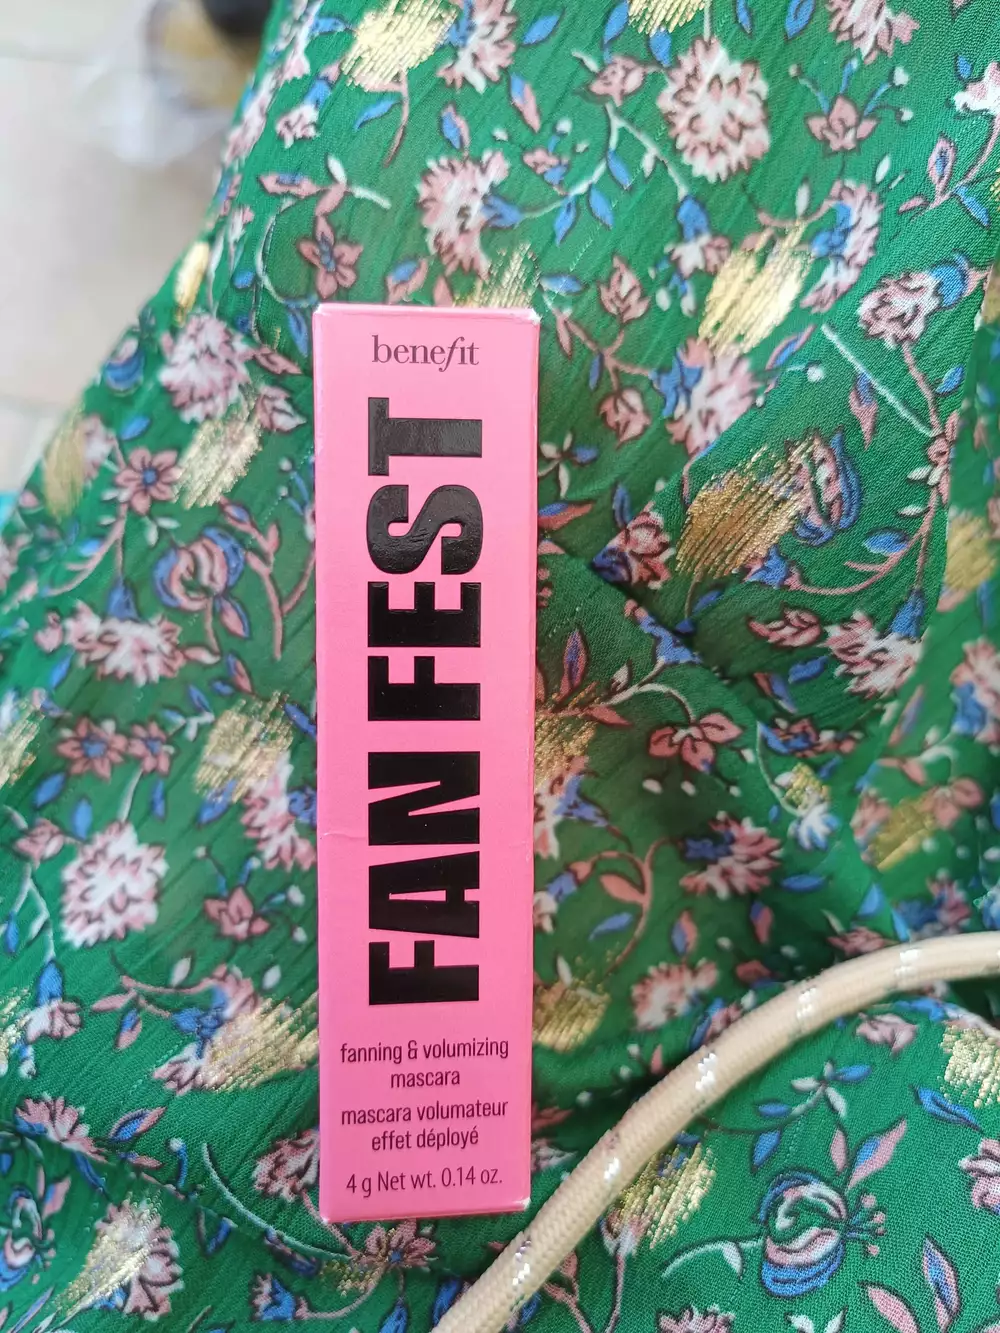 benefit
FAN FEST
fanning & volumizing
mascara
mascara volumateur
effet déployé
4 g Net wt. 0.14 oz.